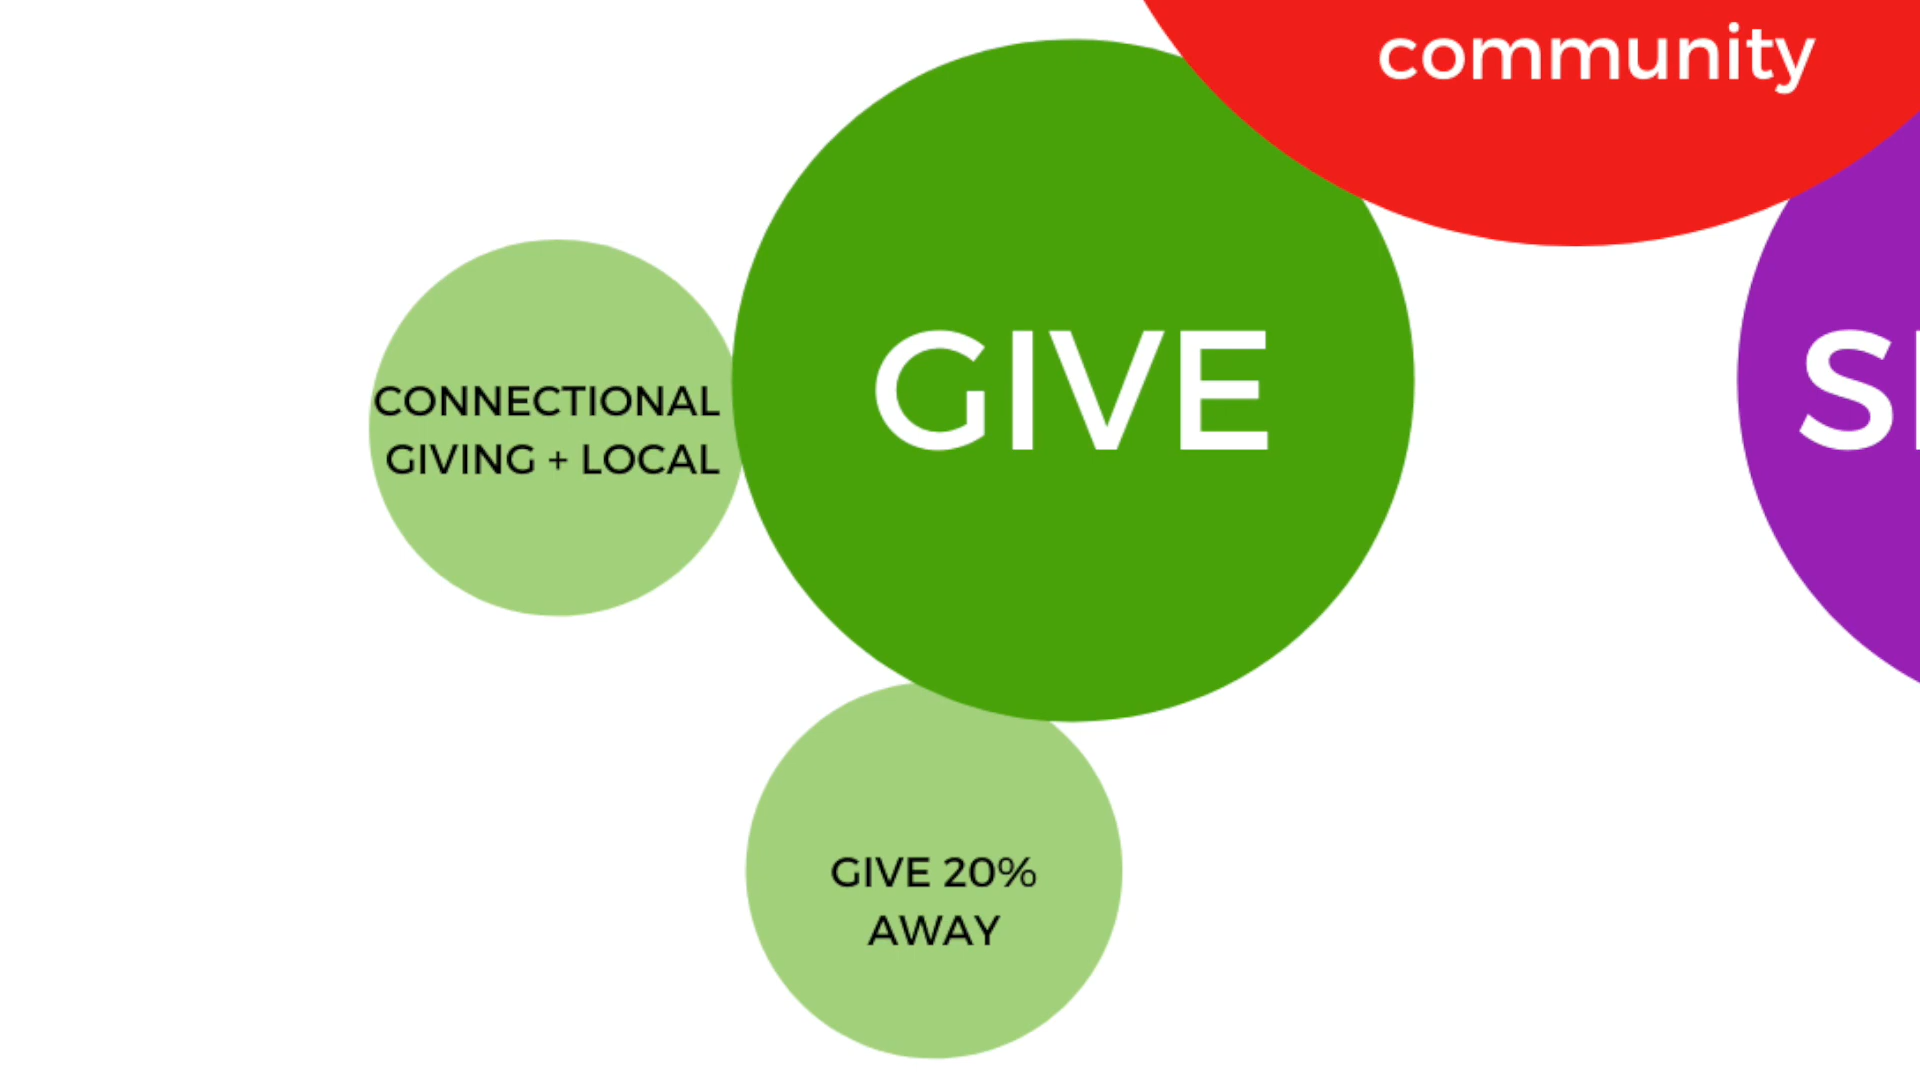 community
GIVE
CONNECTIONAL
GIVING + LOCAL
GIVE 20%
AWAY